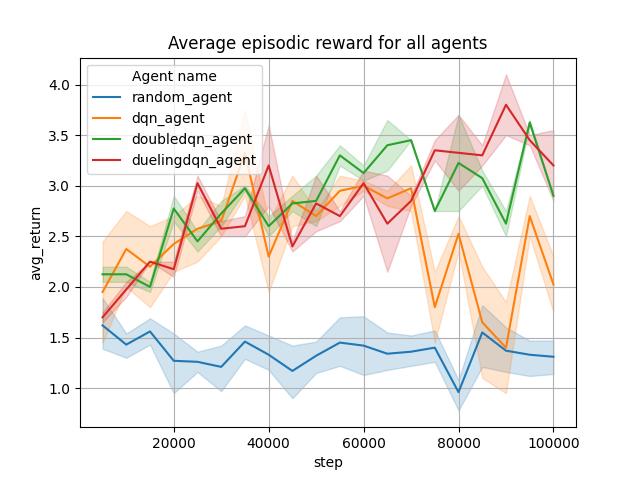 Average episodic reward for all agents
Agent name
random_agent
dqn_agent
doubledqn_agent
duelingdqn_agent
avg_return
4.0
3.5
3.0
2.5
2.0
1.5
1.0
20000 40000 60000 80000 100000
step